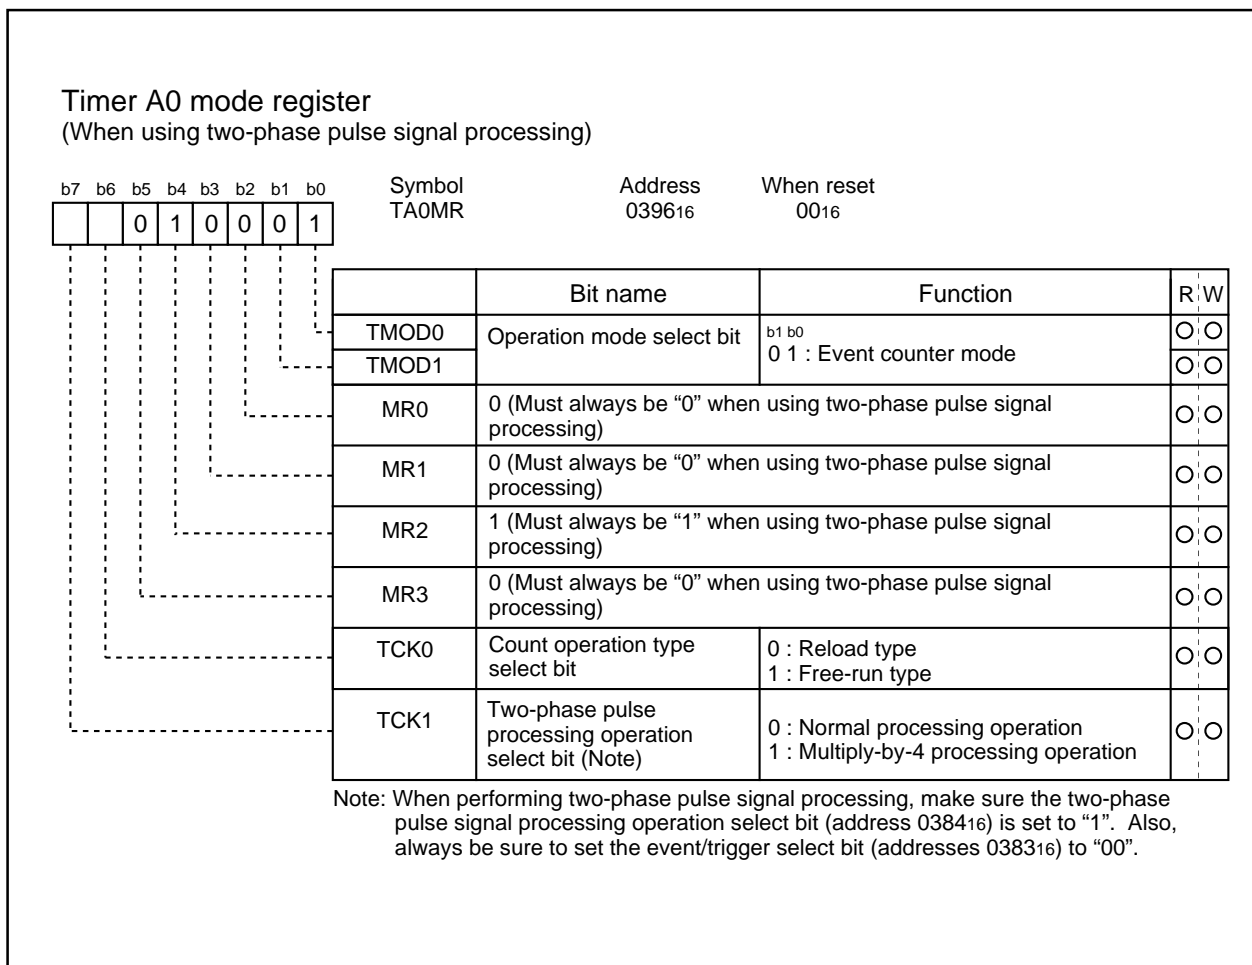 Timer A0 mode register
(When using two-phase pulse signal processing)
Symbol Address When reset
TA0MR 039616 0016
b7 b6 b5 b4 b3 b2 b1 b0
0 1 0 0 0 1
Bit name Function R W
TMOD0 Operation mode select bit b1 b0
0 1 : Event counter mode
TMOD1
MR0 0 (Must always be “0” when using two-phase pulse signal
processing)
MR1 0 (Must always be “0” when using two-phase pulse signal
processing)
MR2 1 (Must always be “1” when using two-phase pulse signal
processing)
MR3 0 (Must always be “0” when using two-phase pulse signal
processing)
TCK0 Count operation type
select bit
0 : Reload type
1 : Free-run type
TCK1 Two-phase pulse
processing operation
select bit (Note)
0 : Normal processing operation
1 : Multiply-by-4 processing operation
Note: When performing two-phase pulse signal processing, make sure the two-phase
pulse signal processing operation select bit (address 038416) is set to “1”. Also,
always be sure to set the event/trigger select bit (addresses 038316) to “00”.